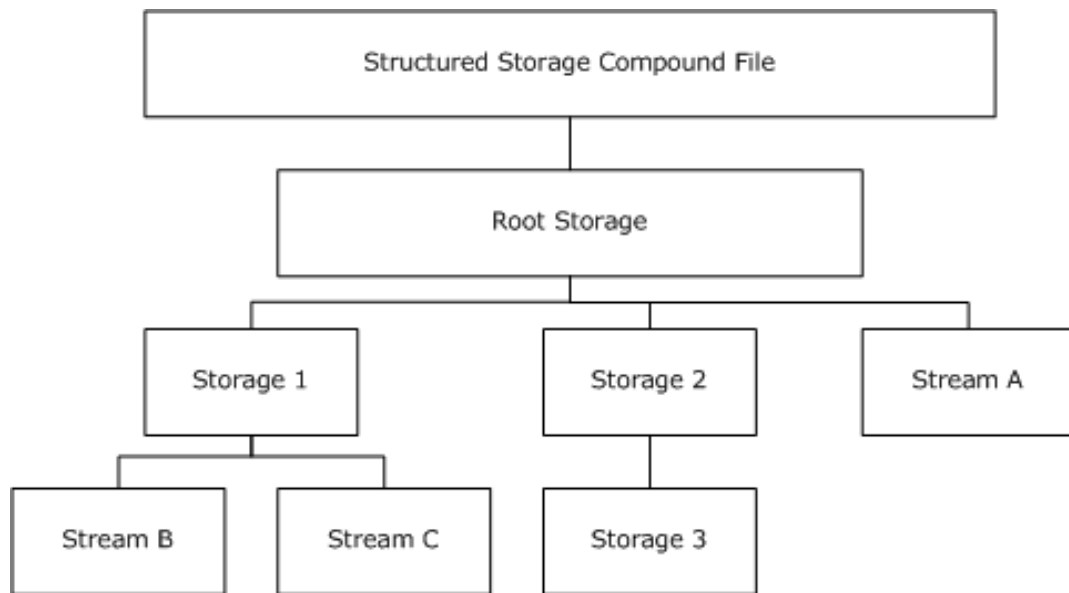 Structured Storage Compound File
Root Storage
Storage 1
Storage 2
Stream A
Stream B
Stream C
Storage 3